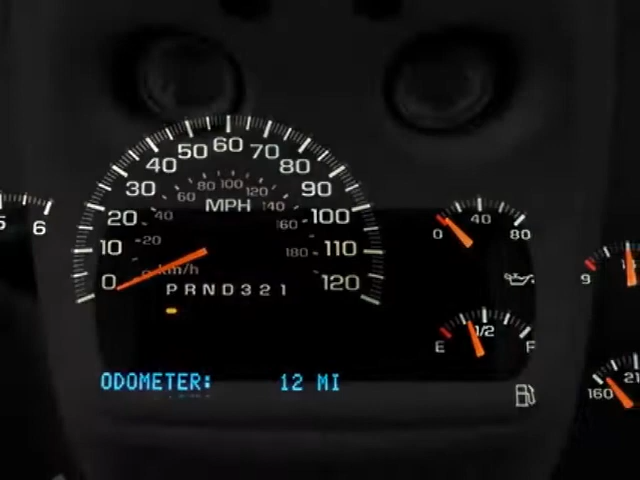 0 10 20 30 40 50 60 70 80 90 100 110 120
MPH
20 40 60 80 100 120 140 160 180
km/h
PRND321
ODOMETER: 12 MI
6
0 40 80
E 1/2 F
9
160